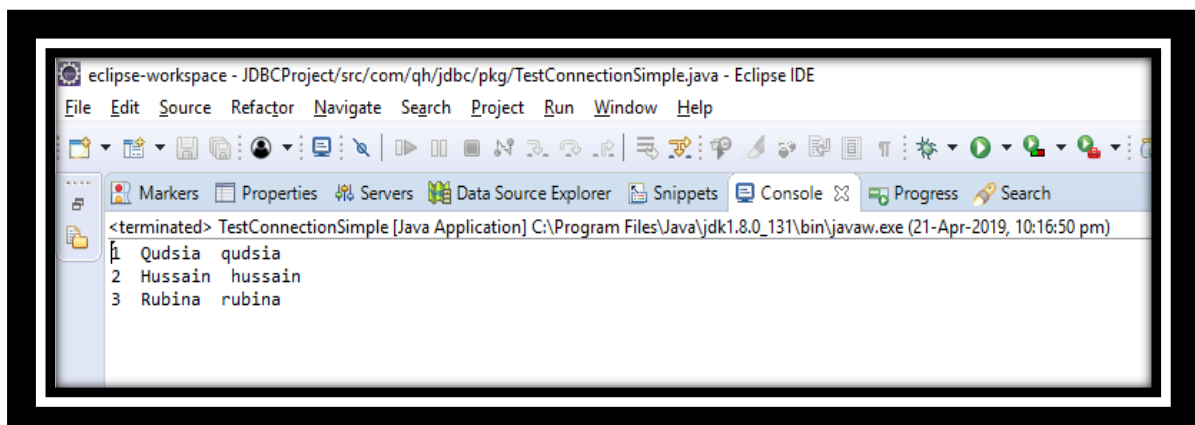 eclipse-workspace - JDBCProject/src/com/qh/jdbc/pkg/TestConnectionSimple.java - Eclipse IDE
File Edit Source Refactor Navigate Search Project Run Window Help
Markers Properties Servers Data Source Explorer Snippets Console Progress Search
<terminated> TestConnectionSimple [Java Application] C:\Program Files\Java\jdk1.8.0_131\bin\javaw.exe (21-Apr-2019, 10:16:50 pm)
1 Qudsia qudsia
2 Hussain hussain
3 Rubina rubina